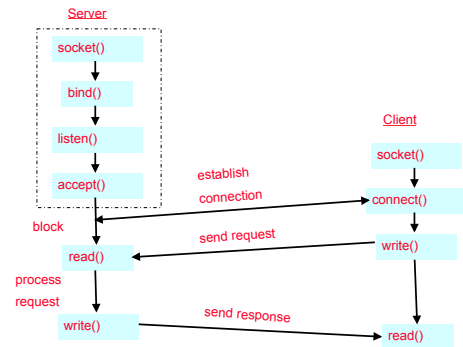 Server
socket()
bind()
listen()
accept()
block
read()
process
request
write()
establish
connection
send request
send response
Client
socket()
connect()
write()
read()